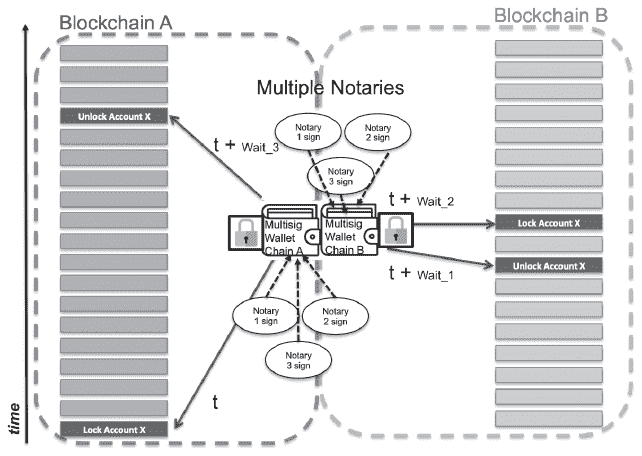 Blockchain A
Blockchain B
Multiple Notaries
Unlock Account X
t + Wait_3
Notary
1 sign
Notary
2 sign
Notary
3 sign
t + Wait_2
Multisig
Wallet
Chain A
Multisig
Wallet
Chain B
Lock Account X
Unlock Account X
t + Wait_1
Notary
1 sign
Notary
2 sign
Notary
3 sign
t
time
Lock Account X